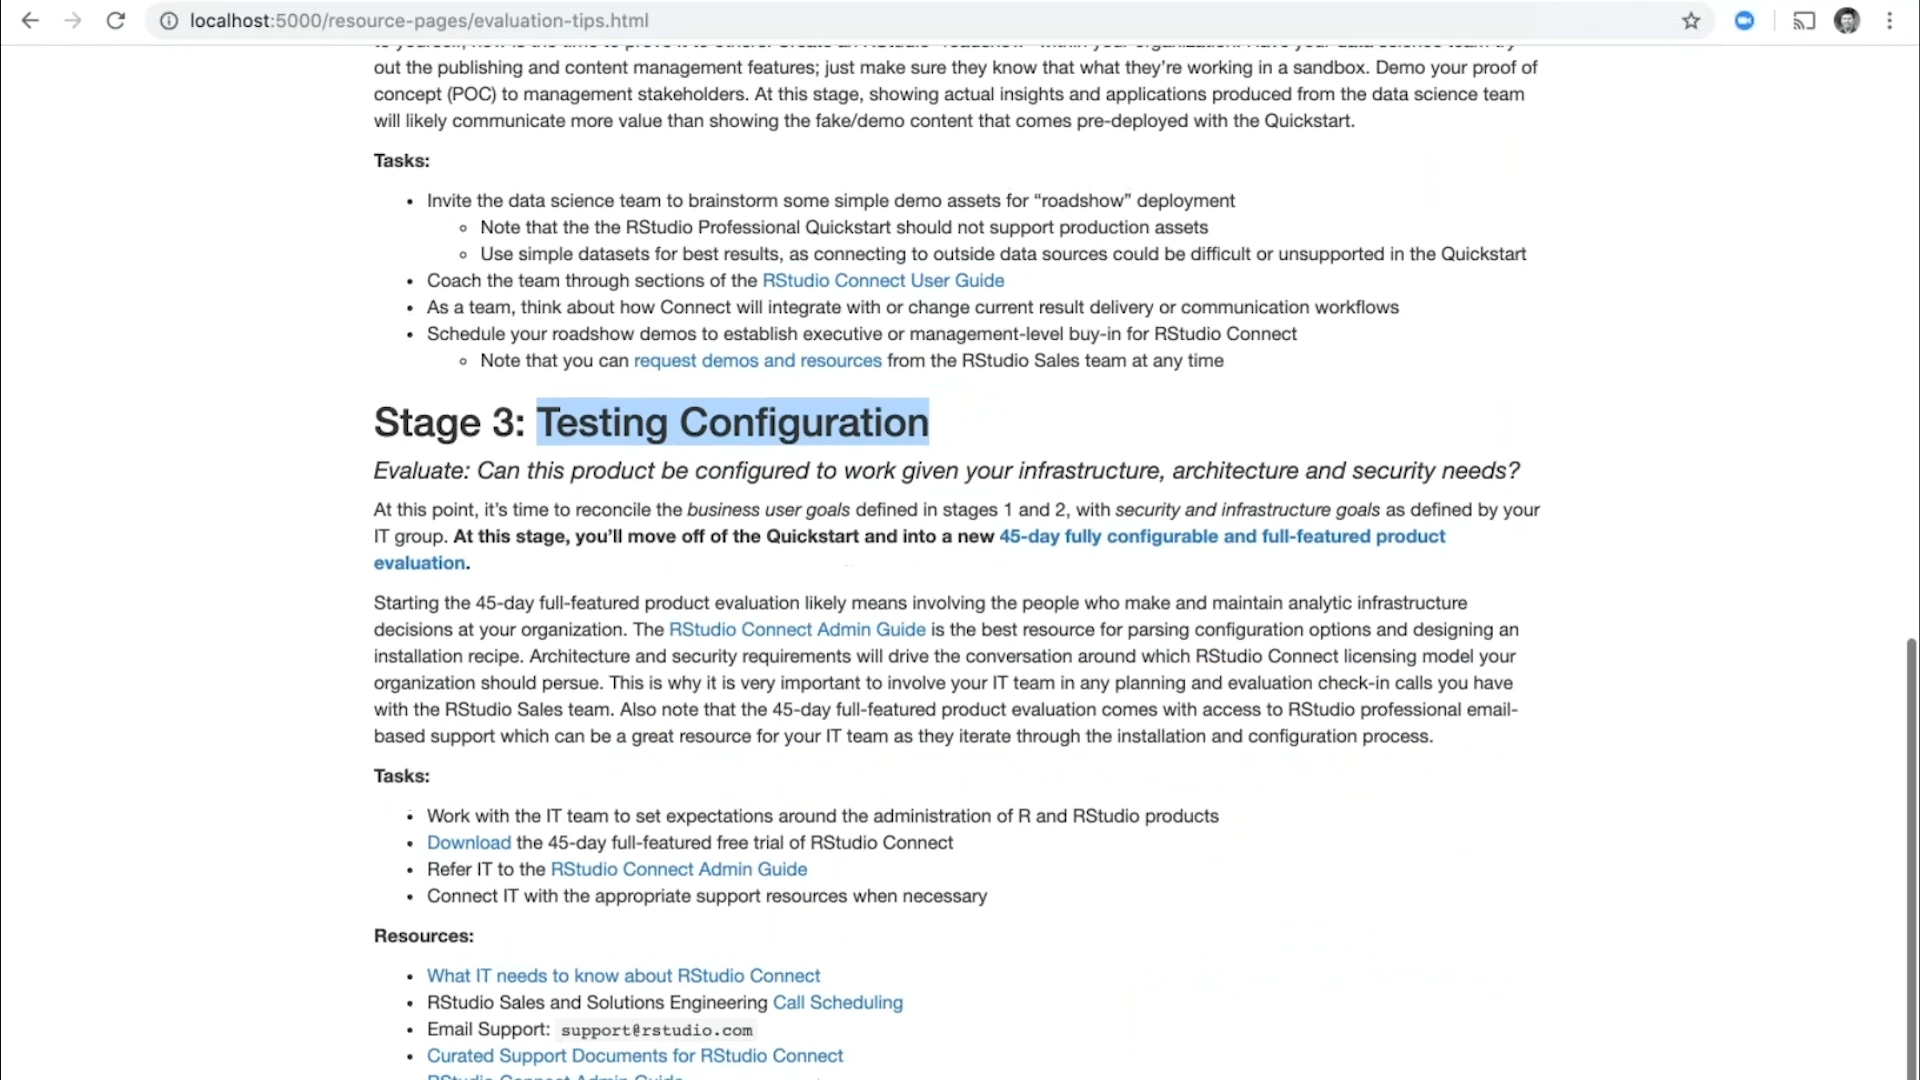 localhost:5000/resource-pages/evaluation-tips.html
out the publishing and content management features; just make sure they know that what they're working in a sandbox. Demo your proof of
concept (POC) to management stakeholders. At this stage, showing actual insights and applications produced from the data science team
will likely communicate more value than showing the fake/demo content that comes pre-deployed with the Quickstart.
Tasks:
• Invite the data science team to brainstorm some simple demo assets for “roadshow” deployment
◦ Note that the the RStudio Professional Quickstart should not support production assets
◦ Use simple datasets for best results, as connecting to outside data sources could be difficult or unsupported in the Quickstart
• Coach the team through sections of the RStudio Connect User Guide
• As a team, think about how Connect will integrate with or change current result delivery or communication workflows
• Schedule your roadshow demos to establish executive or management-level buy-in for RStudio Connect
◦ Note that you can request demos and resources from the RStudio Sales team at any time
Stage 3: Testing Configuration
Evaluate: Can this product be configured to work given your infrastructure, architecture and security needs?
At this point, it's time to reconcile the business user goals defined in stages 1 and 2, with security and infrastructure goals as defined by your
IT group. At this stage, you'll move off of the Quickstart and into a new 45-day fully configurable and full-featured product
evaluation.
Starting the 45-day full-featured product evaluation likely means involving the people who make and maintain analytic infrastructure
decisions at your organization. The RStudio Connect Admin Guide is the best resource for parsing configuration options and designing an
installation recipe. Architecture and security requirements will drive the conversation around which RStudio Connect licensing model your
organization should persue. This is why it is very important to involve your IT team in any planning and evaluation check-in calls you have
with the RStudio Sales team. Also note that the 45-day full-featured product evaluation comes with access to RStudio professional email-
based support which can be a great resource for your IT team as they iterate through the installation and configuration process.
Tasks:
• Work with the IT team to set expectations around the administration of R and RStudio products
• Download the 45-day full-featured free trial of RStudio Connect
• Refer IT to the RStudio Connect Admin Guide
• Connect IT with the appropriate support resources when necessary
Resources:
• What IT needs to know about RStudio Connect
• RStudio Sales and Solutions Engineering Call Scheduling
• Email Support: support@rstudio.com
• Curated Support Documents for RStudio Connect
RStudio Connect Admin Guide